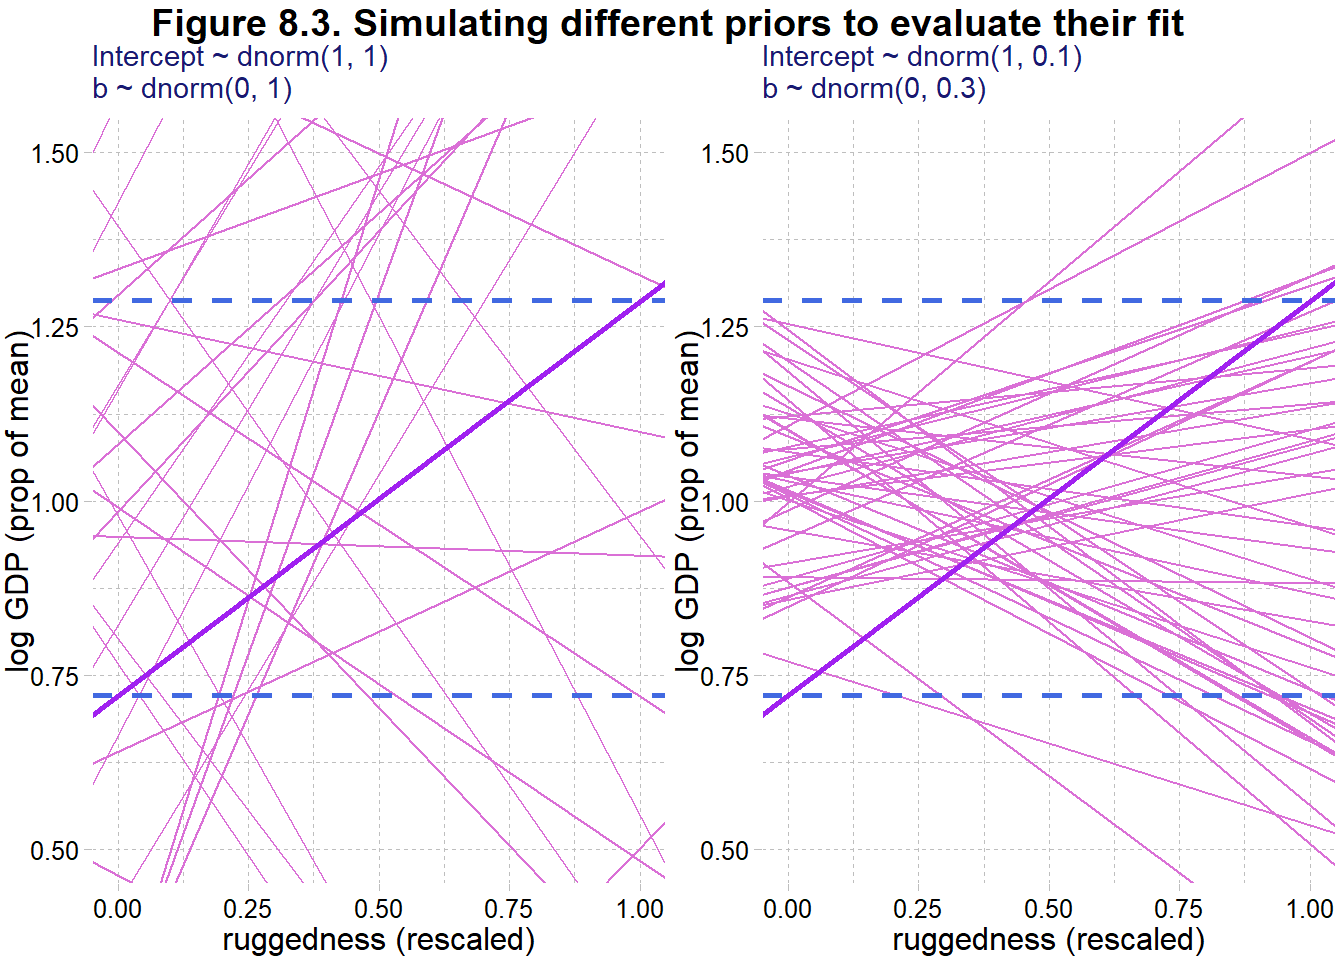 Figure 8.3. Simulating different priors to evaluate their fit
Intercept ~ dnorm(1, 1)
b ~ dnorm(0, 1)
1.50
1.25
1.00
0.75
0.50
log GDP (prop of mean)
0.00 0.25 0.50 0.75 1.00
ruggedness (rescaled)
Intercept ~ dnorm(1, 0.1)
b ~ dnorm(0, 0.3)
1.50
1.25
1.00
0.75
0.50
log GDP (prop of mean)
0.00 0.25 0.50 0.75 1.00
ruggedness (rescaled)